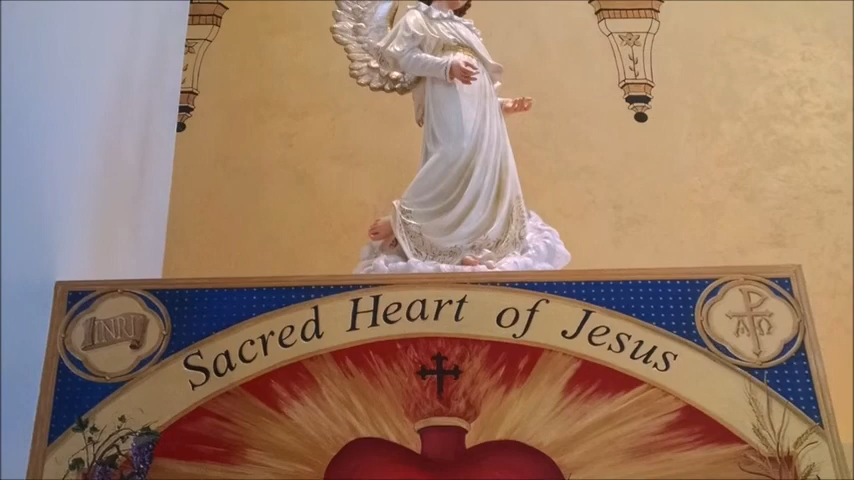 INRI
Sacred Heart of Jesus
Α Ω